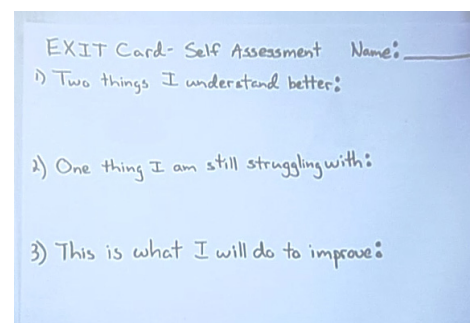 EXIT Card- Self Assessment Name:
1) Two things I understand better:
2) One thing I am still struggling with:
3) This is what I will do to improve: